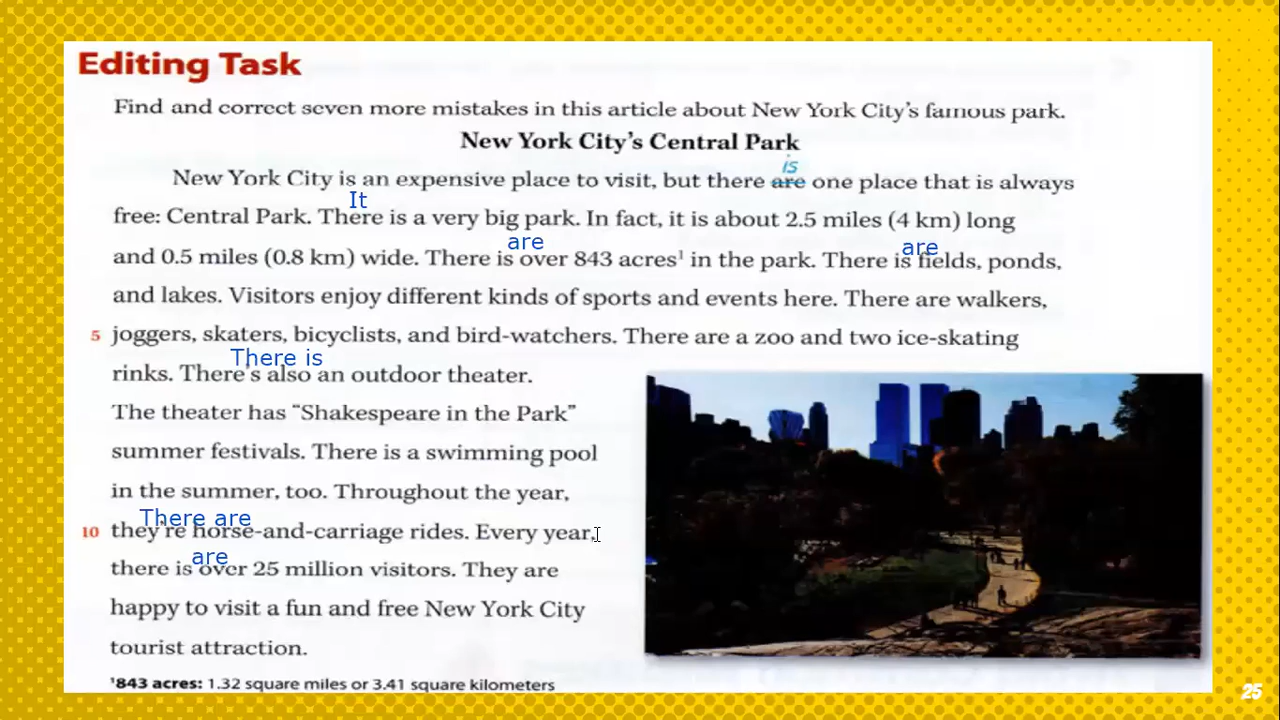 Editing Task
Find and correct seven more mistakes in this article about New York City's famous park.
New York City's Central Park
is
New York City is an expensive place to visit, but there are one place that is always
It
free: Central Park. There is a very big park. In fact, it is about 2.5 miles (4 km) long
are are
and 0.5 miles (0.8 km) wide. There is over 843 acres¹ in the park. There is fields, ponds,
and lakes. Visitors enjoy different kinds of sports and events here. There are walkers,
5 joggers, skaters, bicyclists, and bird-watchers. There are a zoo and two ice-skating
There is
rinks. There's also an outdoor theater.
The theater has "Shakespeare in the Park"
summer festivals. There is a swimming pool
in the summer, too. Throughout the year,
There are
10 they're horse-and-carriage rides. Every year,
are
there is over 25 million visitors. They are
happy to visit a fun and free New York City
tourist attraction.
¹843 acres: 1.32 square miles or 3.41 square kilometers
25